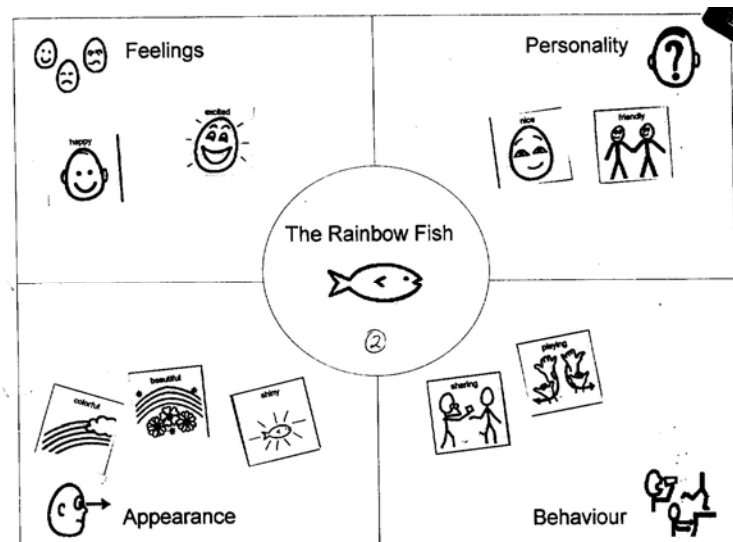 Feelings
happy
excited
Personality
?
nice
friendly
The Rainbow Fish
2
colorful
beautiful
shiny
Appearance
sharing
playing
Behaviour